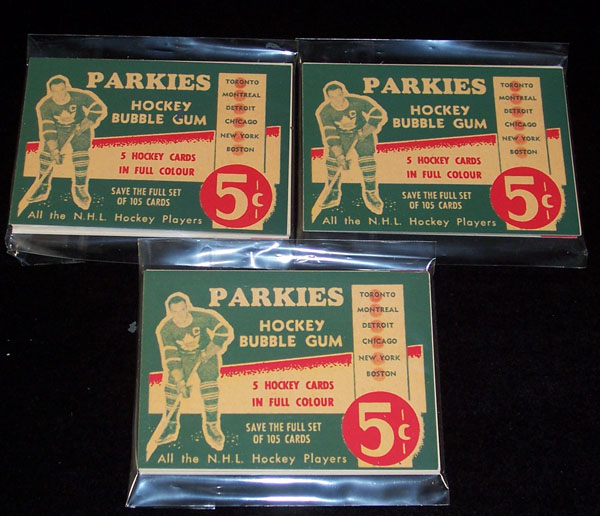 PARKIES
HOCKEY
BUBBLE GUM
5 HOCKEY CARDS
IN FULL COLOUR
SAVE THE FULL SET
OF 105 CARDS
All the N.H.L. Hockey Players
TORONTO
MONTREAL
DETROIT
CHICAGO
NEW YORK
BOSTON
5¢
C
PARKIES
HOCKEY
BUBBLE GUM
5 HOCKEY CARDS
IN FULL COLOUR
SAVE THE FULL SET
OF 105 CARDS
All the N.H.L. Hockey Players
TORONTO
MONTREAL
DETROIT
CHICAGO
NEW YORK
BOSTON
5¢
C
PARKIES
HOCKEY
BUBBLE GUM
5 HOCKEY CARDS
IN FULL COLOUR
SAVE THE FULL SET
OF 105 CARDS
All the N.H.L. Hockey Players
TORONTO
MONTREAL
DETROIT
CHICAGO
NEW YORK
BOSTON
5¢
C